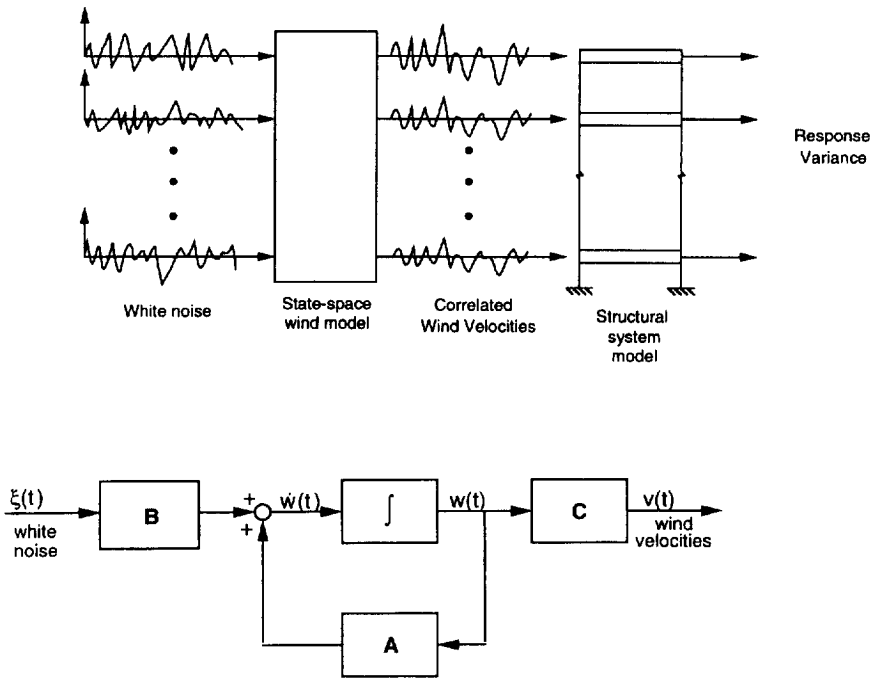 Response
Variance
White noise
State-space
wind model
Correlated
Wind Velocities
Structural
system
model
ξ(t)
white
noise
B
+
+
ẇ(t)
∫
w(t)
C
v(t)
wind
velocities
A